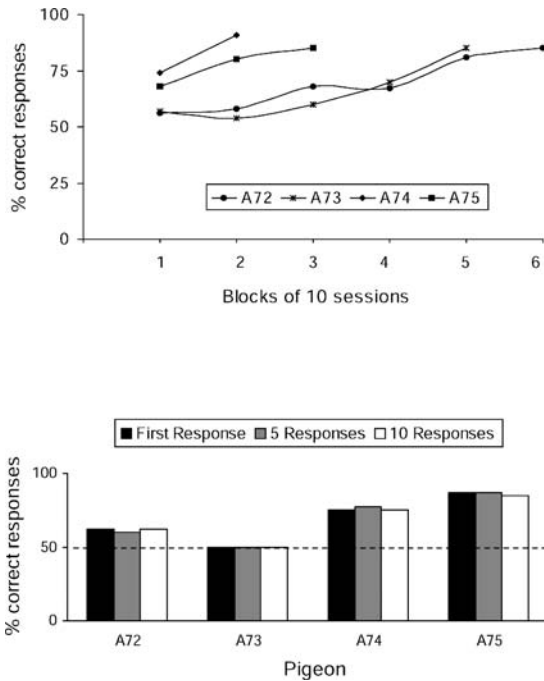 100
% correct responses
75
50
25
0
A72 A73 A74 A75
1 2 3 4 5 6
Blocks of 10 sessions
First Response 5 Responses 10 Responses
100
% correct responses
50
0
A72 A73 A74 A75
Pigeon